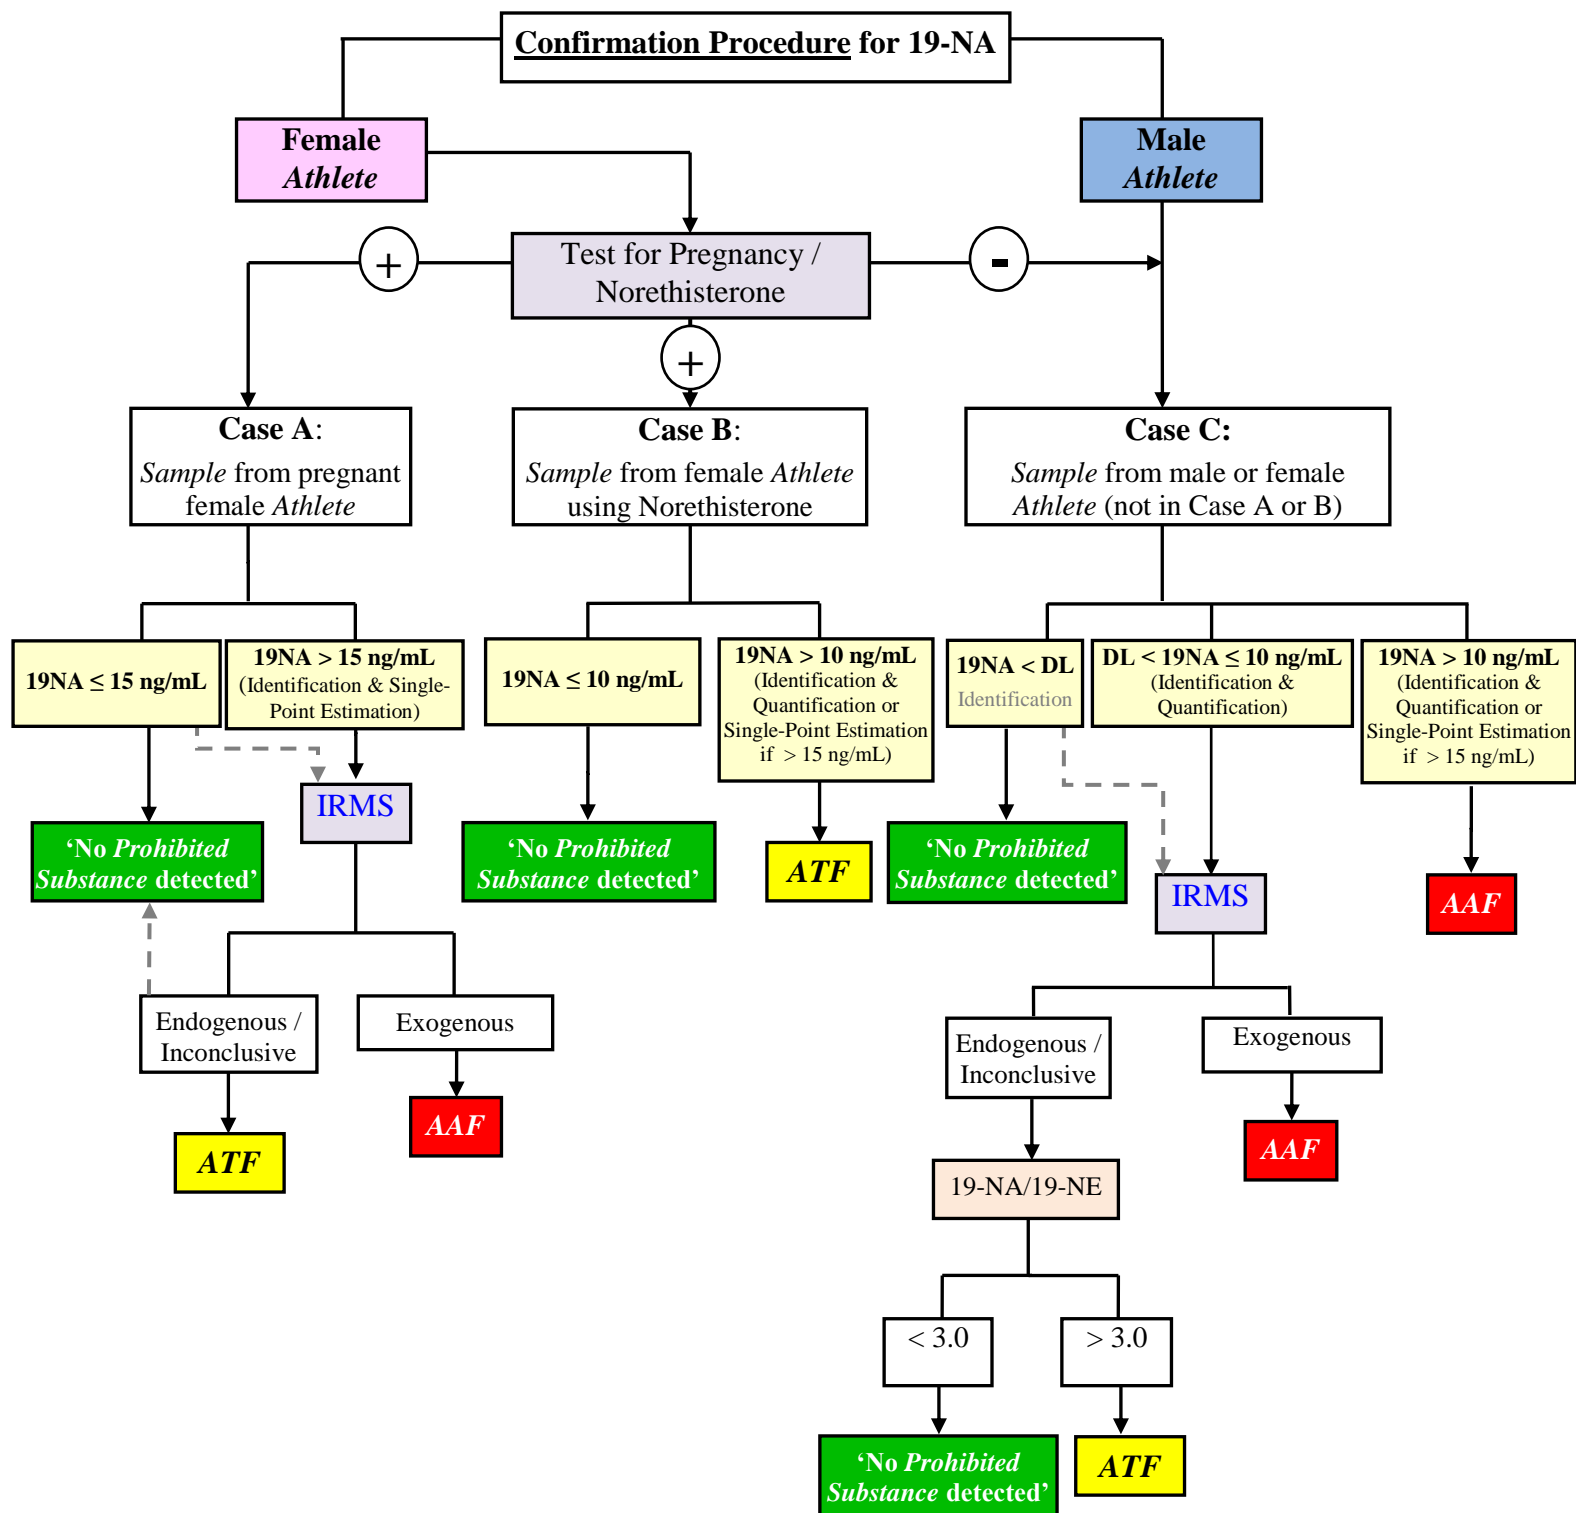 Confirmation Procedure for 19-NA
Female
Athlete
Male
Athlete
Test for Pregnancy /
Norethisterone
+
-
+
Case A:
Sample from pregnant
female Athlete
Case B:
Sample from female Athlete
using Norethisterone
Case C:
Sample from male or female
Athlete (not in Case A or B)
19NA ≤ 15 ng/mL
19NA > 15 ng/mL
(Identification & Single-
Point Estimation)
19NA ≤ 10 ng/mL
19NA > 10 ng/mL
(Identification &
Quantification or
Single-Point Estimation
if > 15 ng/mL)
19NA < DL
Identification
DL < 19NA ≤ 10 ng/mL
(Identification &
Quantification)
19NA > 10 ng/mL
(Identification &
Quantification or
Single-Point Estimation
if > 15 ng/mL)
IRMS
‘No Prohibited
Substance detected’
‘No Prohibited
Substance detected’
ATF
‘No Prohibited
Substance detected’
IRMS
AAF
Endogenous /
Inconclusive
Exogenous
Endogenous /
Inconclusive
Exogenous
ATF
AAF
AAF
19-NA/19-NE
< 3.0
> 3.0
‘No Prohibited
Substance detected’
ATF